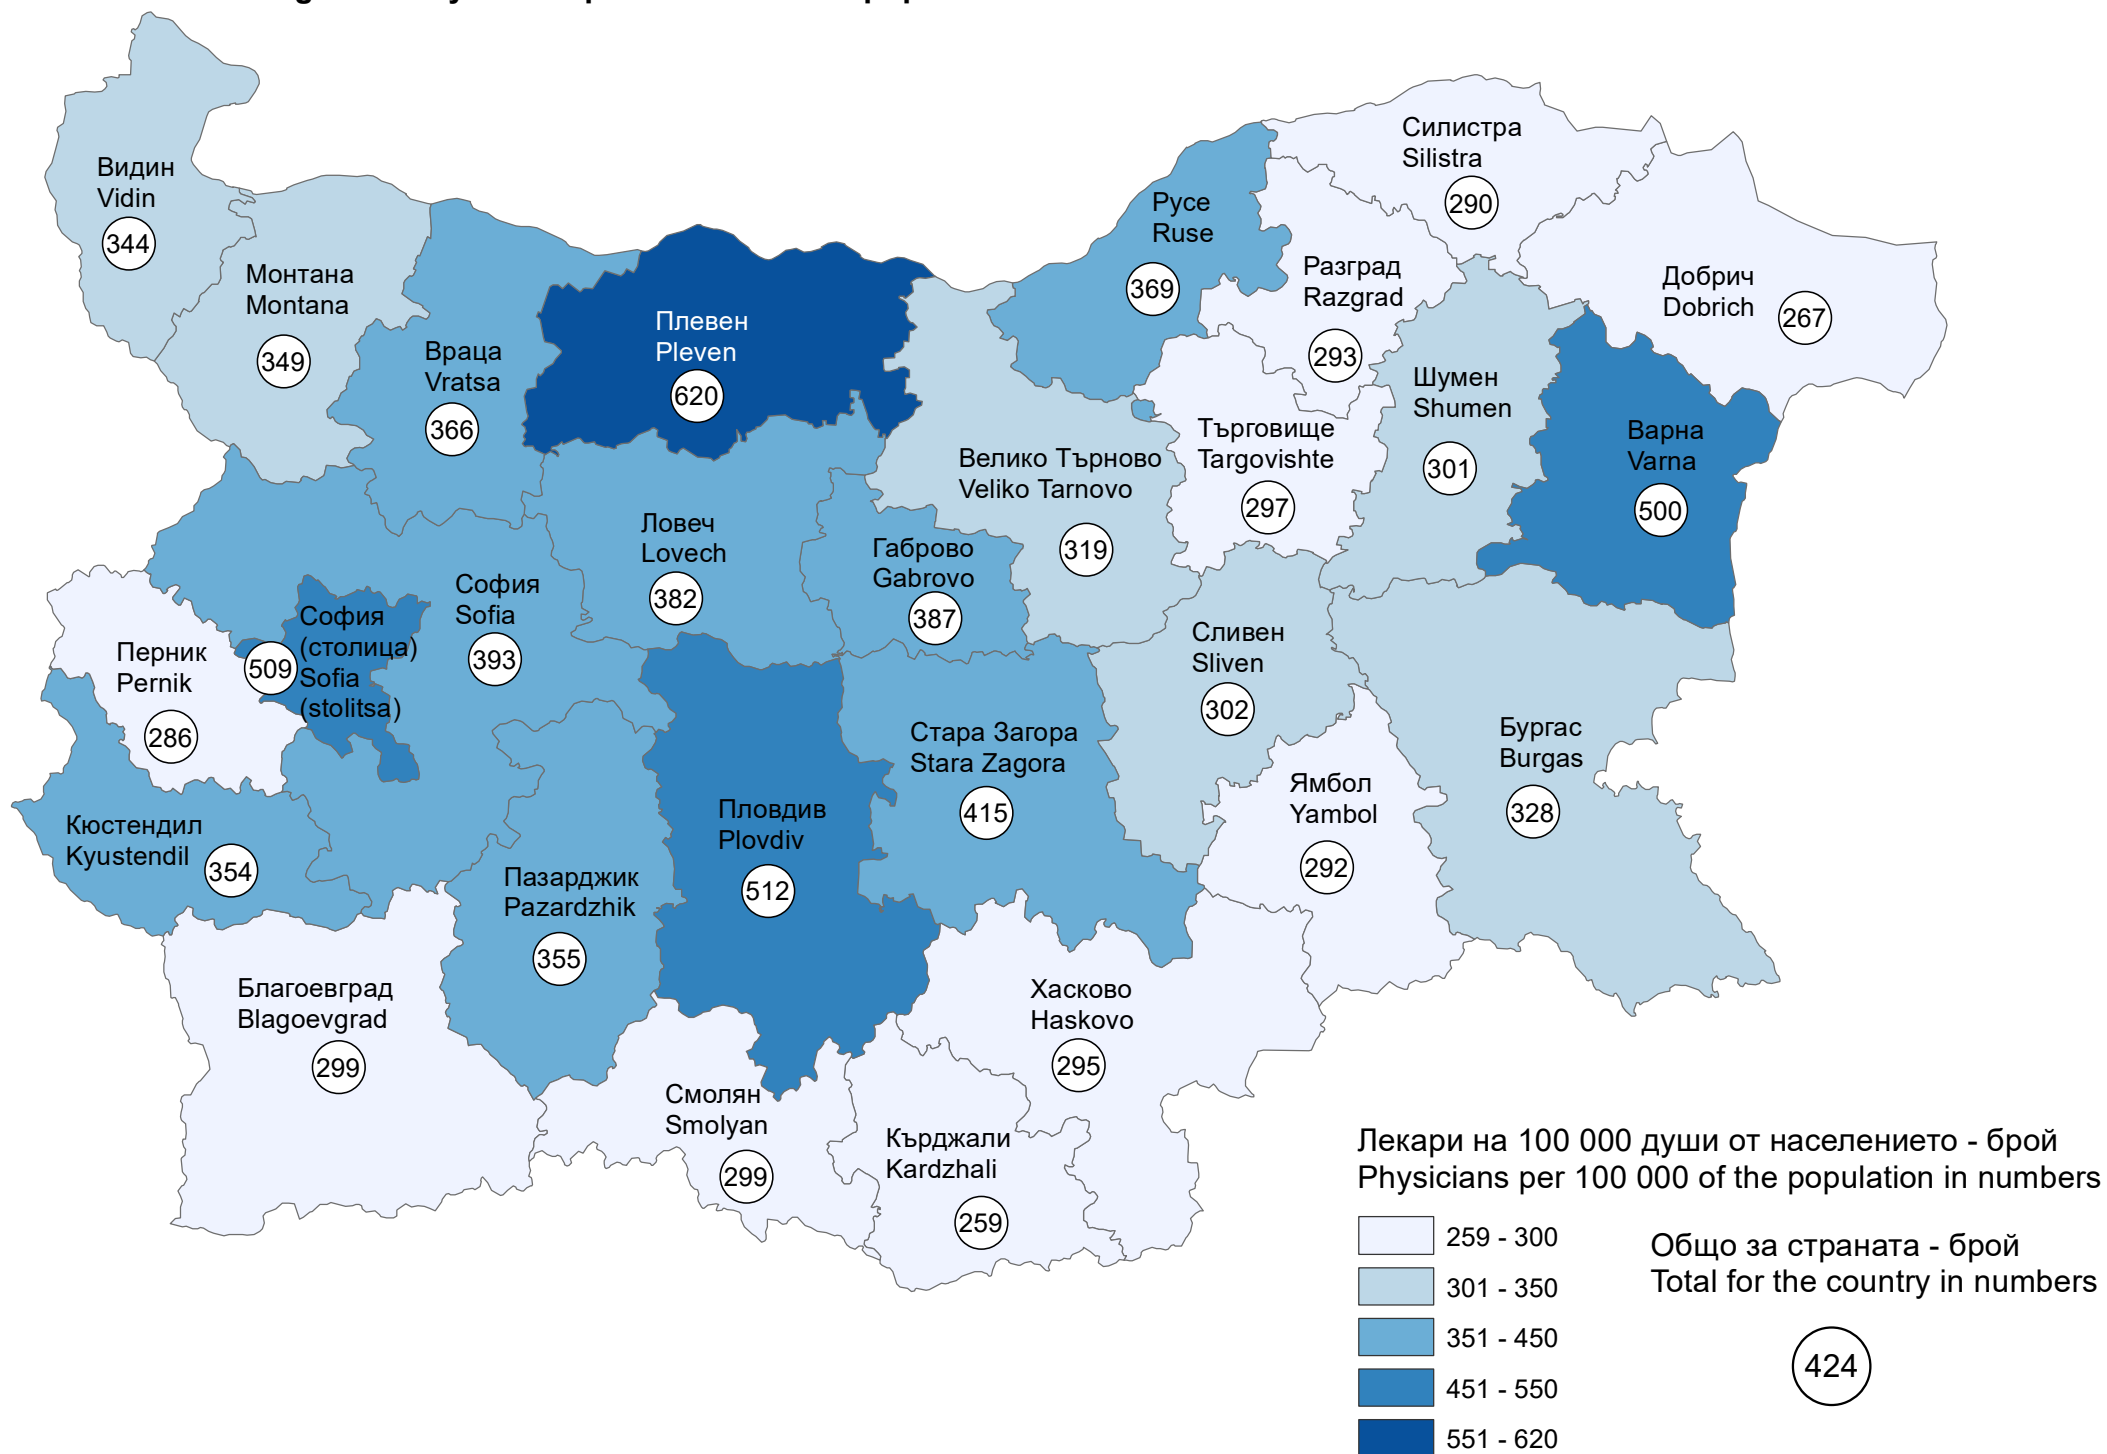 Видин
Vidin
344
Монтана
Montana
349
Враца
Vratsa
366
Плевен
Pleven
620
Русе
Ruse
369
Силистра
Silistra
290
Разград
Razgrad
293
Добрич
Dobrich
267
Шумен
Shumen
301
Варна
Varna
500
Търговище
Targovishte
297
Велико Търново
Veliko Tarnovo
319
Ловеч
Lovech
382
Габрово
Gabrovo
387
София
Sofia
393
София
(столица)
Sofia
(stolitsa)
509
Перник
Pernik
286
Кюстендил
Kyustendil
354
Сливен
Sliven
302
Стара Загора
Stara Zagora
415
Бургас
Burgas
328
Ямбол
Yambol
292
Пловдив
Plovdiv
512
Пазарджик
Pazardzhik
355
Благоевград
Blagoevgrad
299
Хасково
Haskovo
295
Смолян
Smolyan
299
Кърджали
Kardzhali
259
Лекари на 100 000 души от населението - брой
Physicians per 100 000 of the population in numbers
259 - 300
301 - 350
351 - 450
451 - 550
551 - 620
Общо за страната - брой
Total for the country in numbers
424